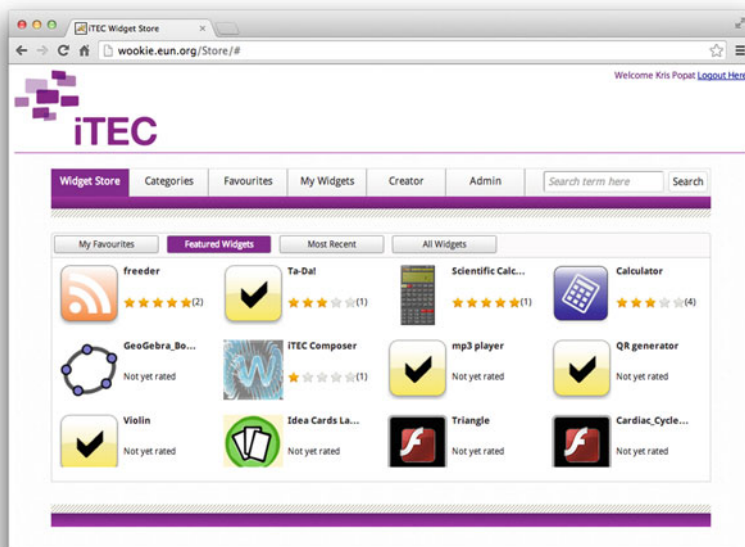 iTEC Widget Store
wookie.eun.org/Store/#
Welcome Kris Popat Logout Here
iTEC
Widget Store Categories Favourites My Widgets Creator Admin Search term here Search
My Favourites Featured Widgets Most Recent All Widgets
freeder Ta-Da! Scientific Calc... Calculator
(2) (1) (1) (4)
GeoGebra_Bo... iTEC Composer mp3 player QR generator
Not yet rated (1) Not yet rated Not yet rated
Violin Idea Cards La... Triangle Cardiac_Cycle...
Not yet rated Not yet rated Not yet rated Not yet rated